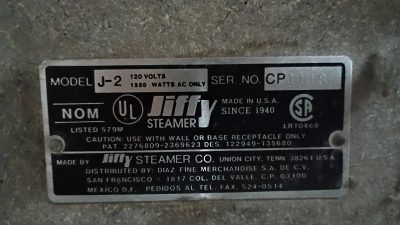 MODEL J-2 120 VOLTS SER. NO. CP
1350 WATTS AC ONLY
NOM UL Jiffy MADE IN U.S.A.
STEAMER SINCE 1940
LISTED 579M LR10468
CAUTION: USE WITH WALL OR BASE RECEPTACLE ONLY
PAT. 2276809-2369623 DES. 122949-135680
MADE BY Jiffy STEAMER CO. UNION CITY, TENN. 38261 U S A
DISTRIBUTED BY: DIAZ FINE MERCHANDISE S.A. DE C.V.
CARRACCI - 1817 COL. DEL VALLE. C.P. 03100
MEXICO D.F. PEDIDOS AL TEL. FAX. 524-0514